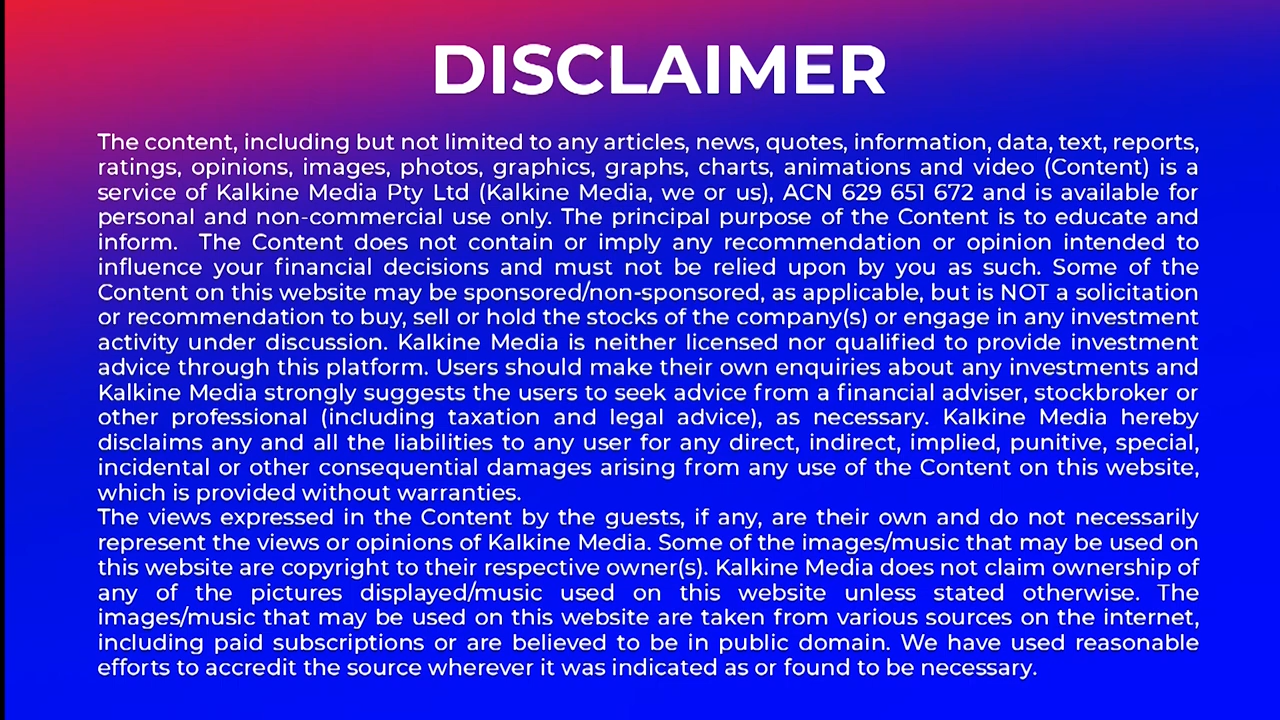 DISCLAIMER
The content, including but not limited to any articles, news, quotes, information, data, text, reports,
ratings, opinions, images, photos, graphics, graphs, charts, animations and video (Content) is a
service of Kalkine Media Pty Ltd (Kalkine Media, we or us), ACN 629 651 672 and is available for
personal and non-commercial use only. The principal purpose of the Content is to educate and
inform. The Content does not contain or imply any recommendation or opinion intended to
influence your financial decisions and must not be relied upon by you as such. Some of the
Content on this website may be sponsored/non-sponsored, as applicable, but is NOT a solicitation
or recommendation to buy, sell or hold the stocks of the company(s) or engage in any investment
activity under discussion. Kalkine Media is neither licensed nor qualified to provide investment
advice through this platform. Users should make their own enquiries about any investments and
Kalkine Media strongly suggests the users to seek advice from a financial adviser, stockbroker or
other professional (including taxation and legal advice), as necessary. Kalkine Media hereby
disclaims any and all the liabilities to any user for any direct, indirect, implied, punitive, special,
incidental or other consequential damages arising from any use of the Content on this website,
which is provided without warranties.
The views expressed in the Content by the guests, if any, are their own and do not necessarily
represent the views or opinions of Kalkine Media. Some of the images/music that may be used on
this website are copyright to their respective owner(s). Kalkine Media does not claim ownership of
any of the pictures displayed/music used on this website unless stated otherwise. The
images/music that may be used on this website are taken from various sources on the internet,
including paid subscriptions or are believed to be in public domain. We have used reasonable
efforts to accredit the source wherever it was indicated as or found to be necessary.